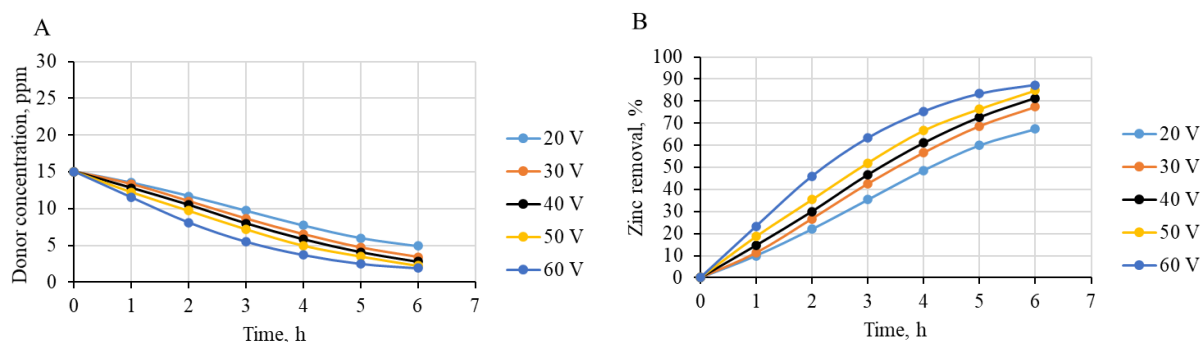 A
Donor concentration, ppm
30
25
20
15
10
5
0
0 1 2 3 4 5 6 7
Time, h
20 V
30 V
40 V
50 V
60 V
B
Zinc removal, %
100
90
80
70
60
50
40
30
20
10
0
0 1 2 3 4 5 6 7
Time, h
20 V
30 V
40 V
50 V
60 V